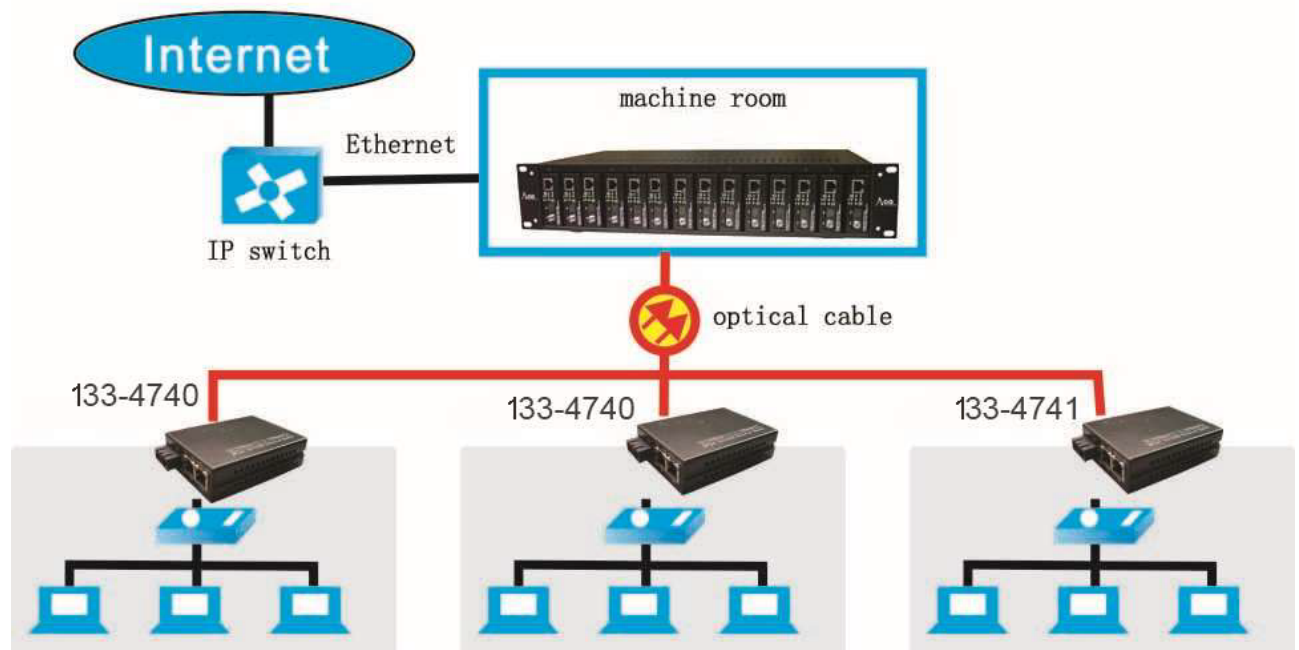 Internet
machine room
Ethernet
IP switch
optical cable
133-4740
133-4740
133-4741